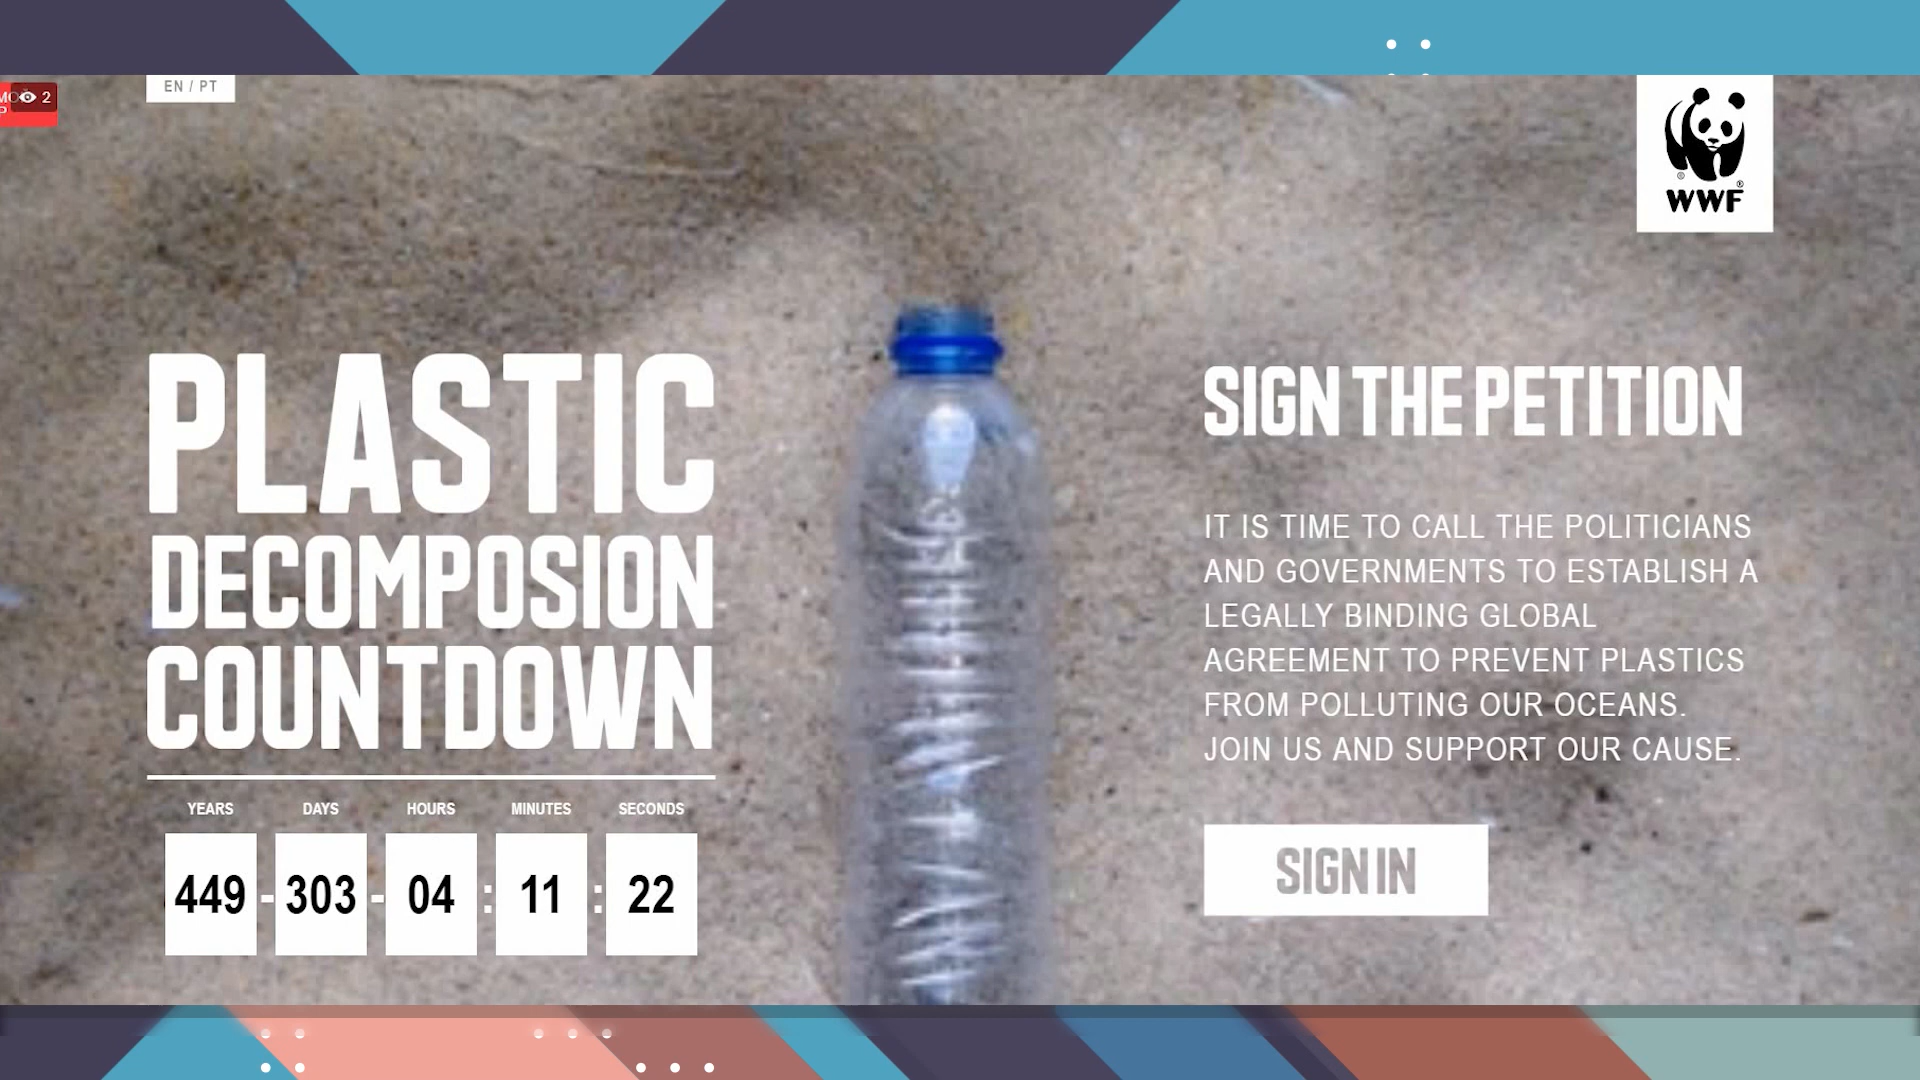 EN / PT
2
WWF
PLASTIC
DECOMPOSION
COUNTDOWN
YEARS DAYS HOURS MINUTES SECONDS
449 - 303 - 04 : 11 : 22
SIGN THE PETITION
IT IS TIME TO CALL THE POLITICIANS
AND GOVERNMENTS TO ESTABLISH A
LEGALLY BINDING GLOBAL
AGREEMENT TO PREVENT PLASTICS
FROM POLLUTING OUR OCEANS.
JOIN US AND SUPPORT OUR CAUSE.
SIGN IN